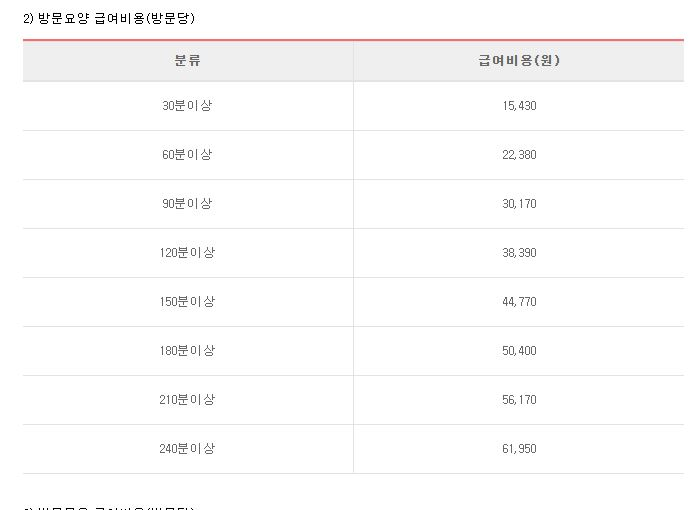 2) 방문요양 급여비용(방문당)
분류 급여비용(원)
30분이상 15,430
60분이상 22,380
90분이상 30,170
120분이상 38,390
150분이상 44,770
180분이상 50,400
210분이상 56,170
240분이상 61,950